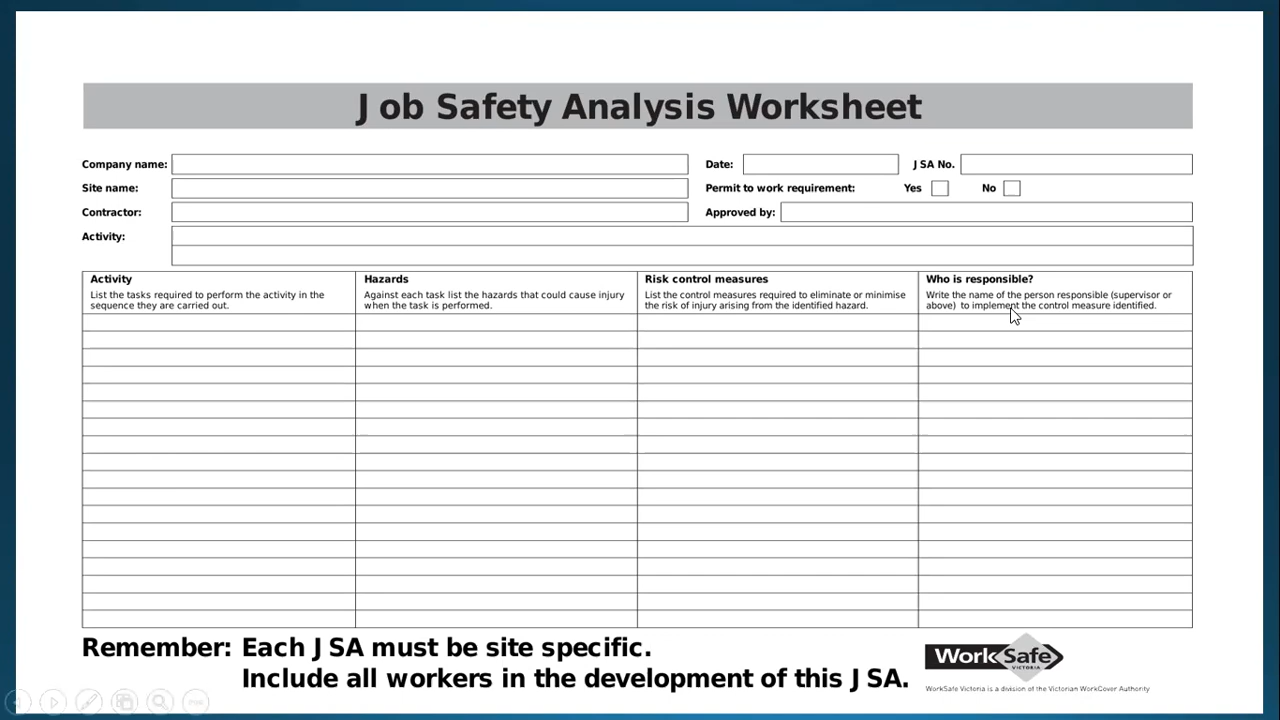 Job Safety Analysis Worksheet
Company name:
Date:
JSA No.
Site name:
Permit to work requirement:
Yes
No
Contractor:
Approved by:
Activity:
Activity
List the tasks required to perform the activity in the
sequence they are carried out.
Hazards
Against each task list the hazards that could cause injury
when the task is performed.
Risk control measures
List the control measures required to eliminate or minimise
the risk of injury arising from the identified hazard.
Who is responsible?
Write the name of the person responsible (supervisor or
above) to implement the control measure identified.
Remember: Each JSA must be site specific.
Include all workers in the development of this JSA.
WorkSafe
VICTORIA
WorkSafe Victoria is a division of the Victorian WorkCover Authority